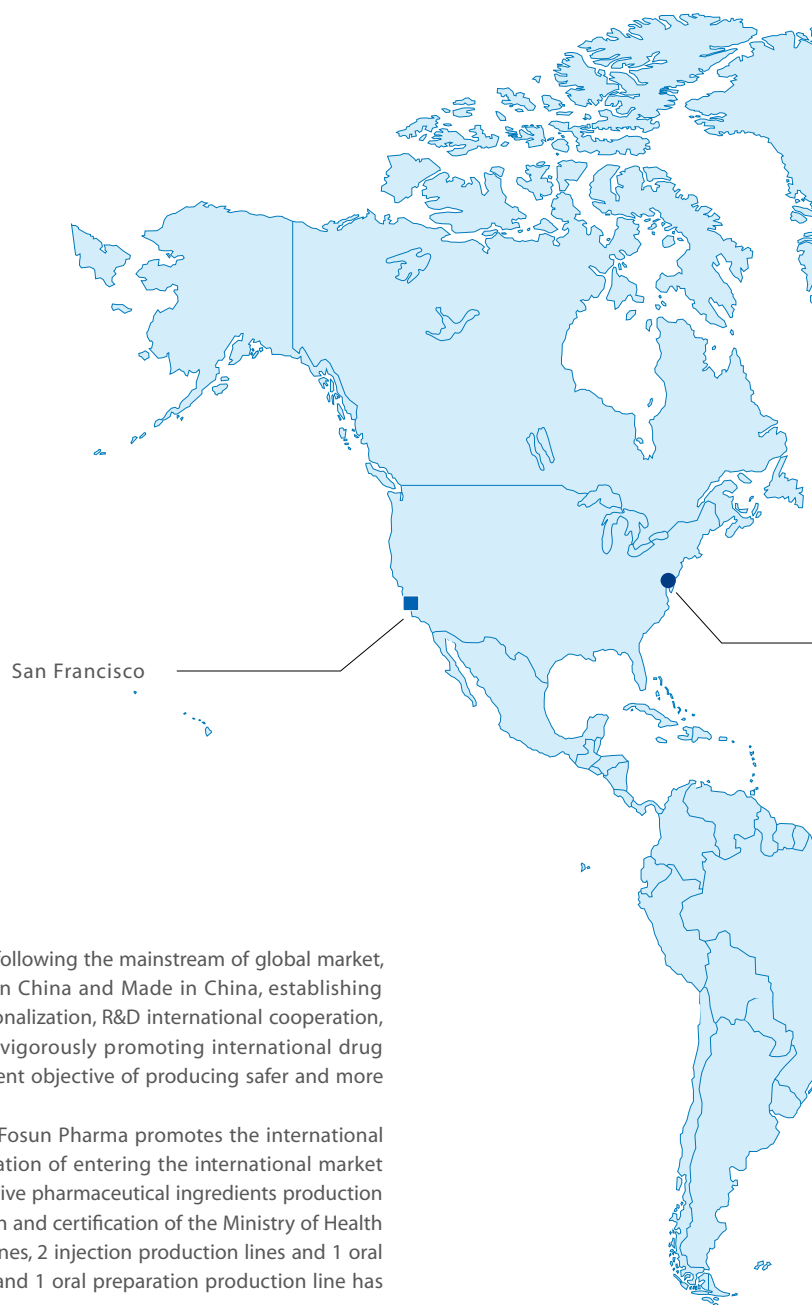 San Francisco
ollowing the mainstream of global market,
n China and Made in China, establishing
onalization, R&D international cooperation,
vigorously promoting international drug
ent objective of producing safer and more
Fosun Pharma promotes the international
ation of entering the international market
ive pharmaceutical ingredients production
n and certification of the Ministry of Health
nes, 2 injection production lines and 1 oral
and 1 oral preparation production line has